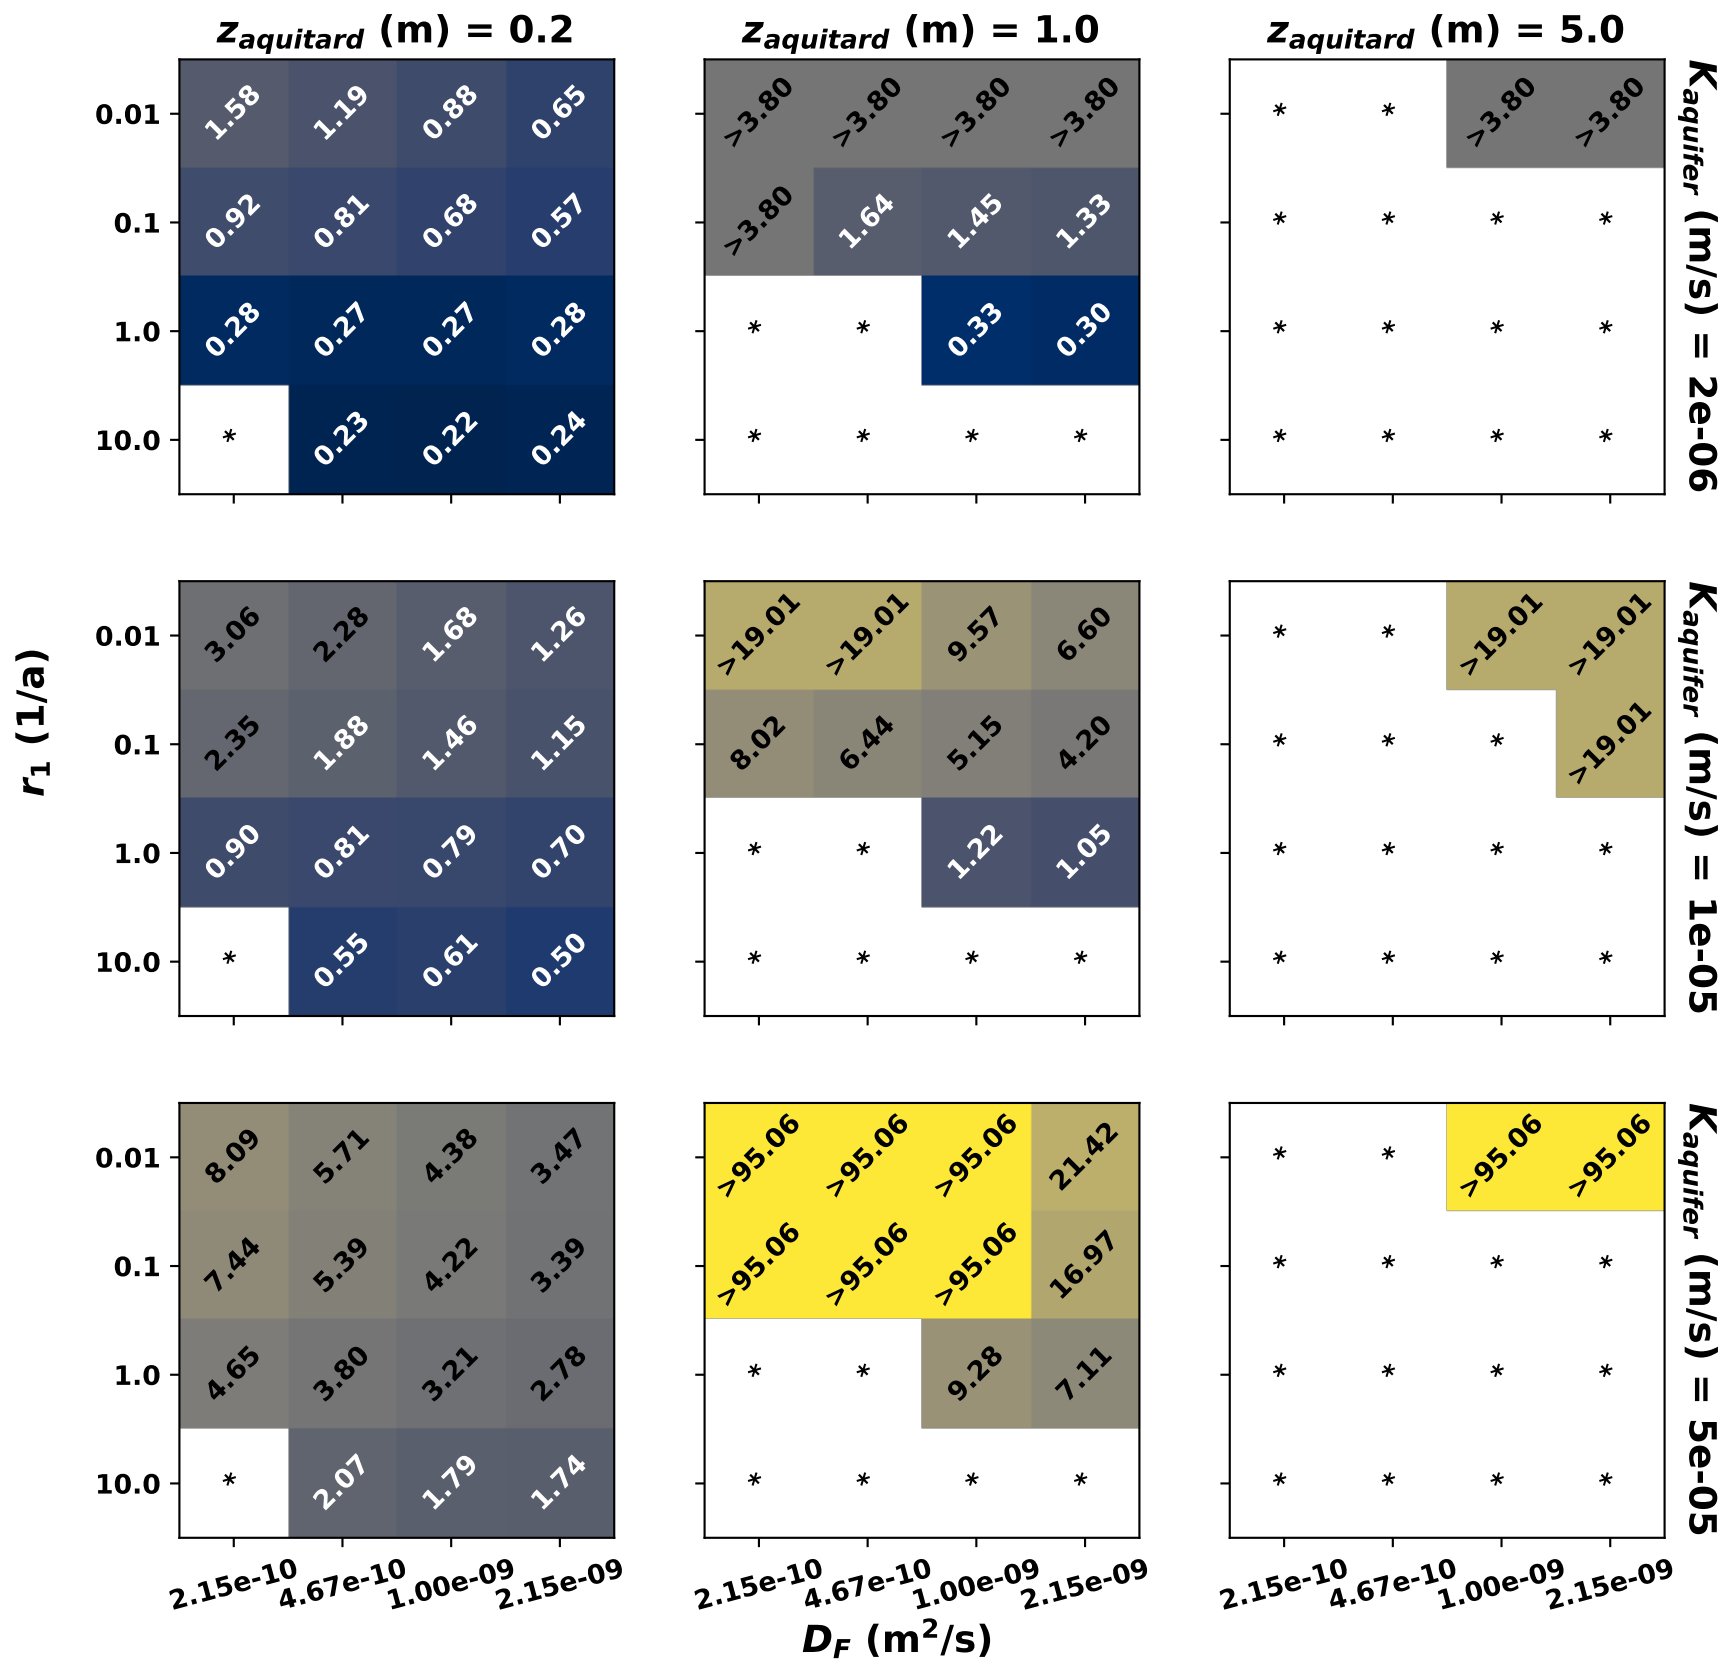 z_aquitard (m) = 0.2 z_aquitard (m) = 1.0 z_aquitard (m) = 5.0
0.01 1.58 1.19 0.88 0.65 >3.80 >3.80 >3.80 >3.80 * * >3.80 >3.80
0.1 0.92 0.81 0.68 0.57 >3.80 1.64 1.45 1.33 * * * *
1.0 0.28 0.27 0.27 0.28 * * 0.33 0.30 * * * *
10.0 * 0.23 0.22 0.24 * * * * * * * *
K_aquifer (m/s) = 2e-06
r_1 (1/a)
0.01 3.06 2.28 1.68 1.26 >19.01 >19.01 9.57 6.60 * * >19.01 >19.01
0.1 2.35 1.88 1.46 1.15 8.02 6.44 5.15 4.20 * * * >19.01
1.0 0.90 0.81 0.79 0.70 * * 1.22 1.05 * * * *
10.0 * 0.55 0.61 0.50 * * * * * * * *
K_aquifer (m/s) = 1e-05
0.01 8.09 5.71 4.38 3.47 >95.06 >95.06 >95.06 21.42 * * >95.06 >95.06
0.1 7.44 5.39 4.22 3.39 >95.06 >95.06 >95.06 16.97 * * * *
1.0 4.65 3.80 3.21 2.78 * * 9.28 7.11 * * * *
10.0 * 2.07 1.79 1.74 * * * * * * * *
K_aquifer (m/s) = 5e-05
2.15e-10 4.67e-10 1.00e-09 2.15e-09 2.15e-10 4.67e-10 1.00e-09 2.15e-09 2.15e-10 4.67e-10 1.00e-09 2.15e-09
D_F (m²/s)